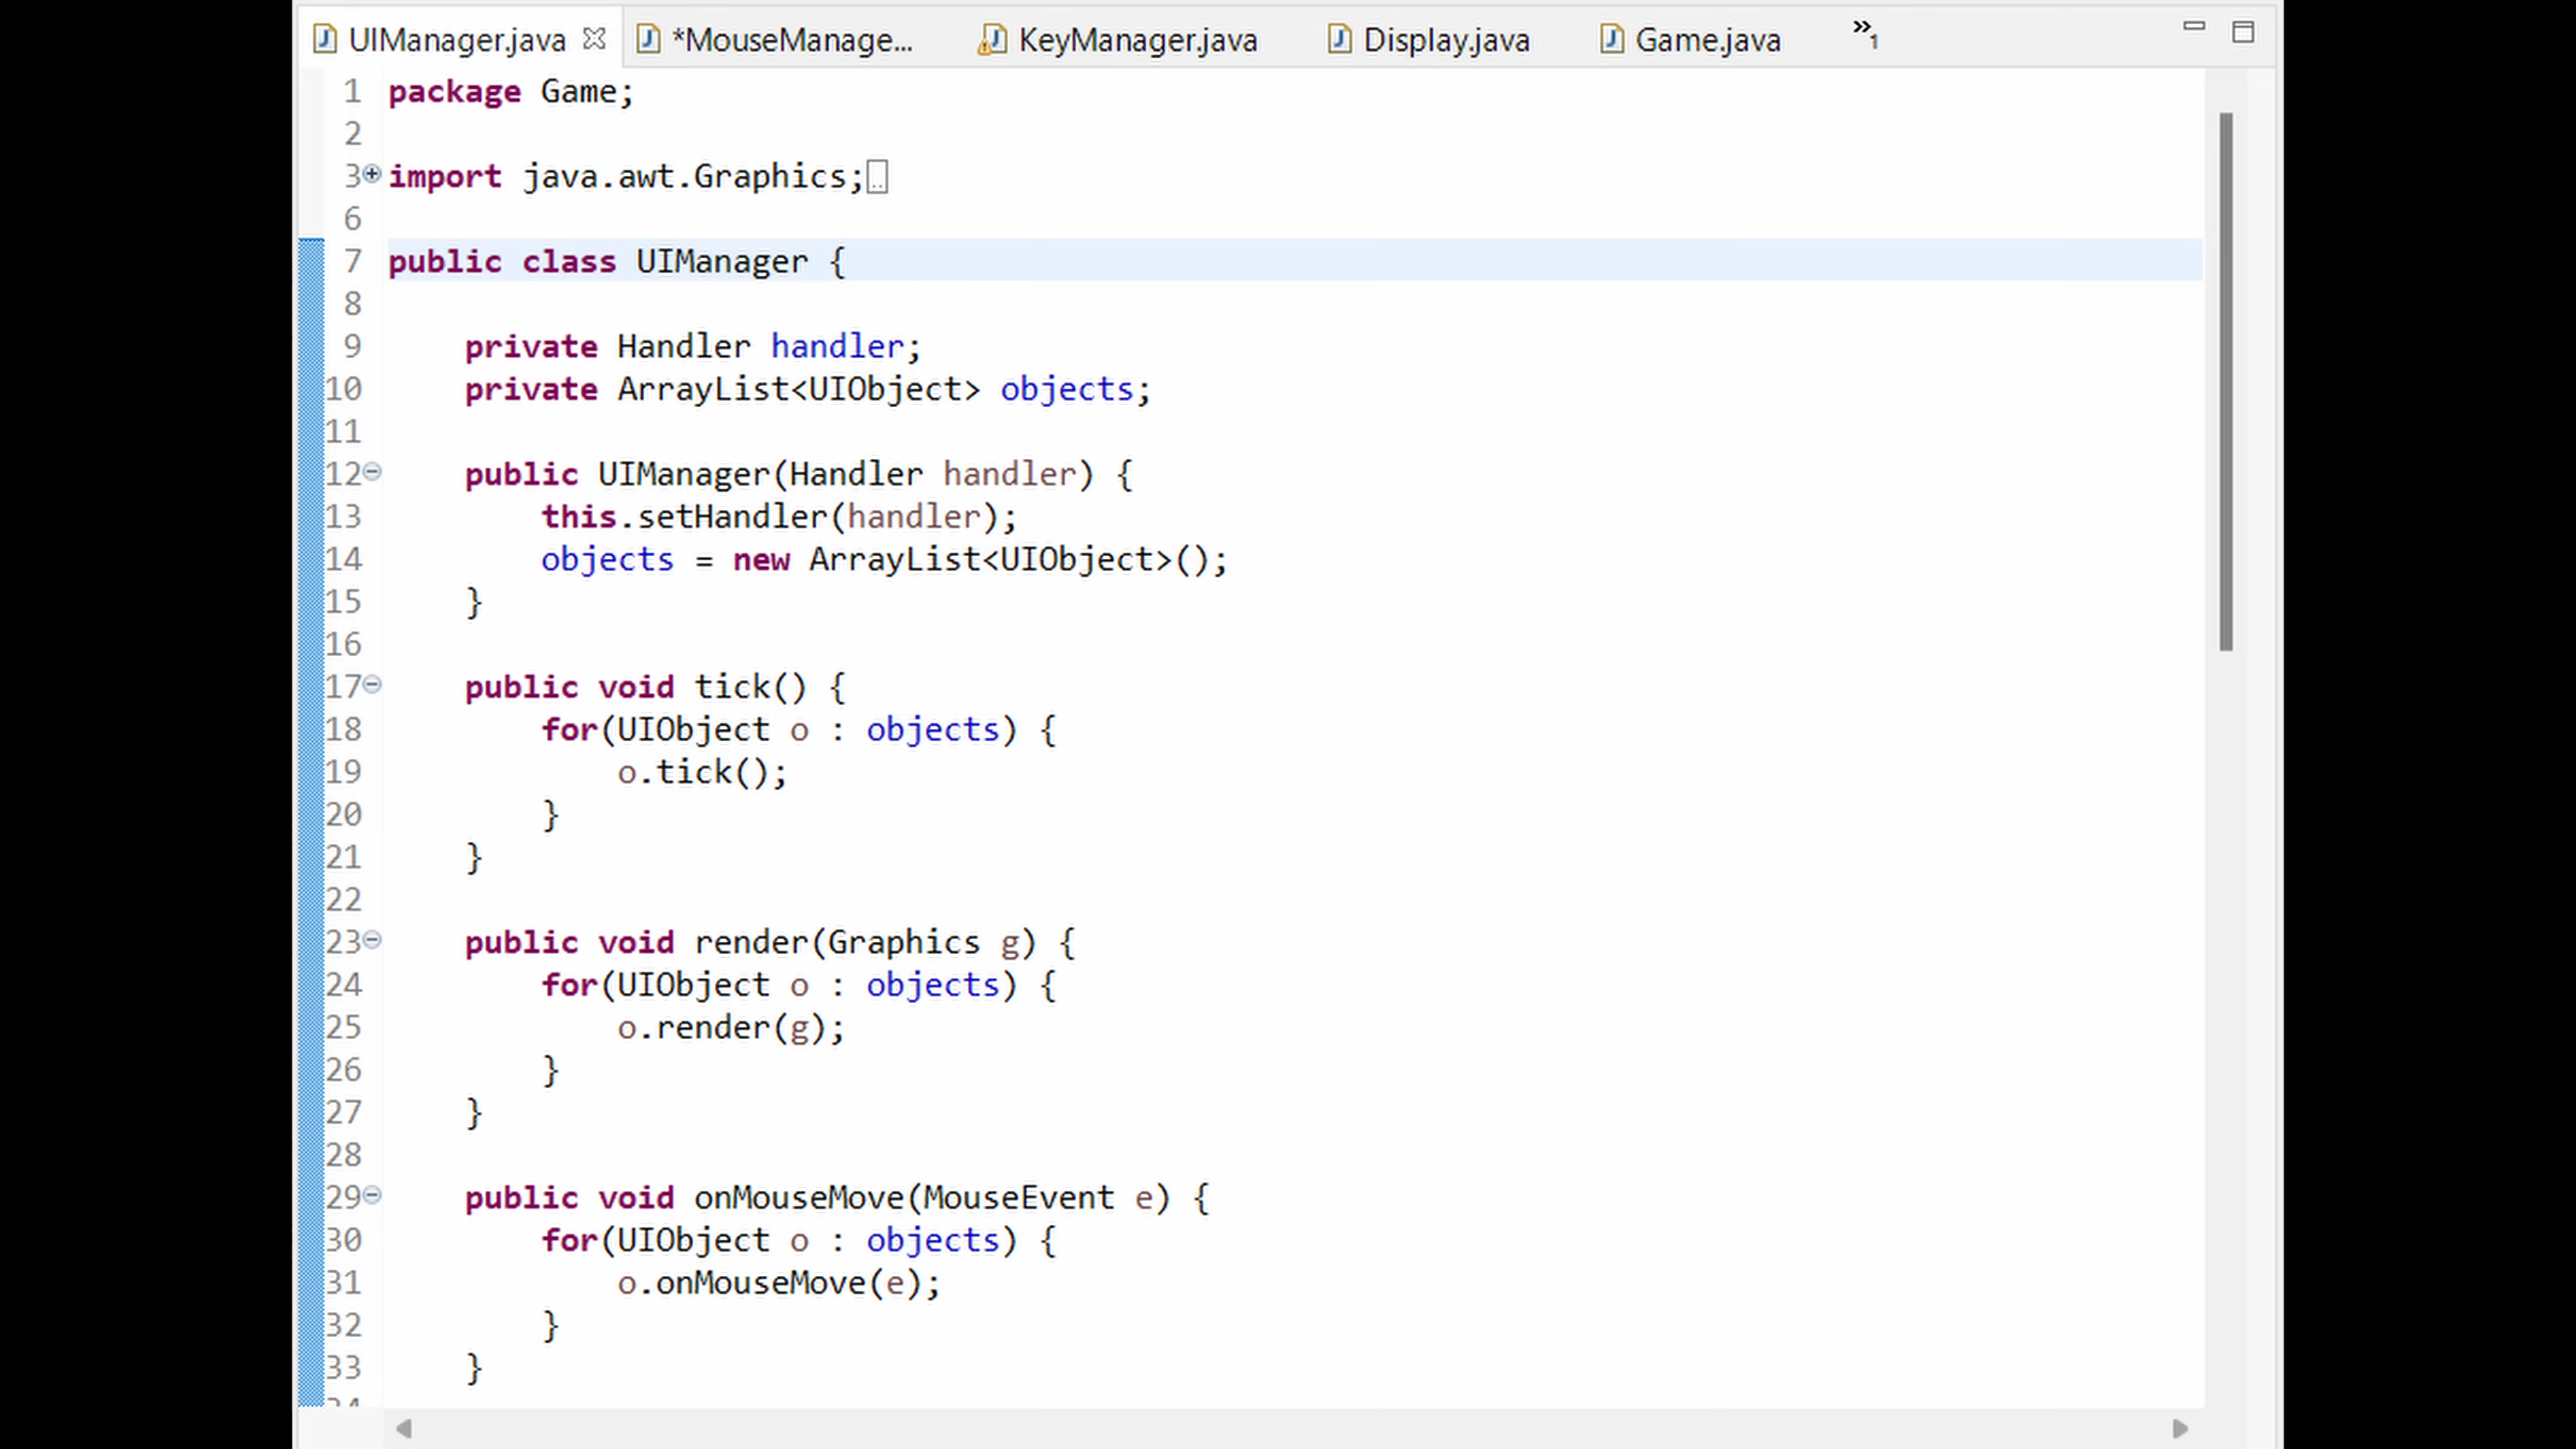 UIManager.java *MouseManage... KeyManager.java Display.java Game.java »1
1 package Game;
2
3 import java.awt.Graphics;
6
7 public class UIManager {
8
9 private Handler handler;
10 private ArrayList<UIObject> objects;
11
12 public UIManager(Handler handler) {
13 this.setHandler(handler);
14 objects = new ArrayList<UIObject>();
15 }
16
17 public void tick() {
18 for(UIObject o : objects) {
19 o.tick();
20 }
21 }
22
23 public void render(Graphics g) {
24 for(UIObject o : objects) {
25 o.render(g);
26 }
27 }
28
29 public void onMouseMove(MouseEvent e) {
30 for(UIObject o : objects) {
31 o.onMouseMove(e);
32 }
33 }